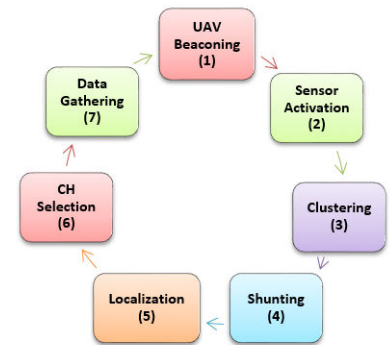 UAV
Beaconing
(1)
Sensor
Activation
(2)
Clustering
(3)
Shunting
(4)
Localization
(5)
CH
Selection
(6)
Data
Gathering
(7)